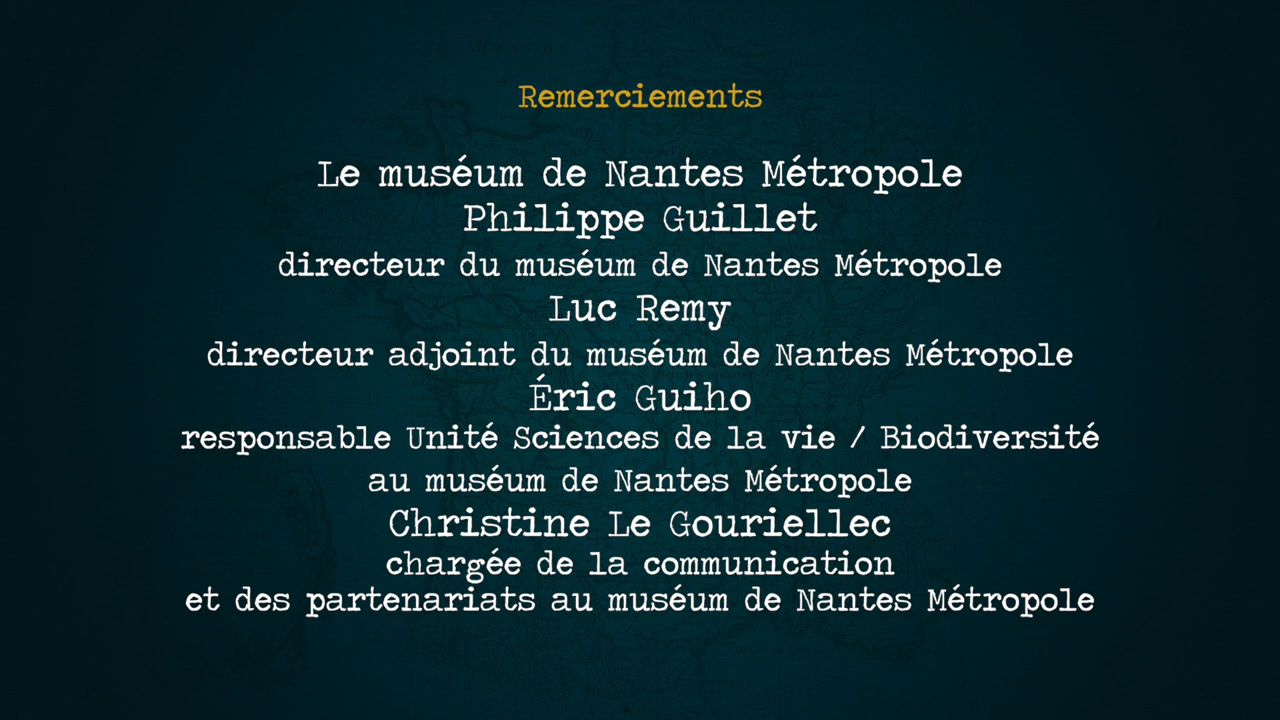 Remerciements
Le muséum de Nantes Métropole
Philippe Guillet
directeur du muséum de Nantes Métropole
Luc Remy
directeur adjoint du muséum de Nantes Métropole
Éric Guiho
responsable Unité Sciences de la vie / Biodiversité
au muséum de Nantes Métropole
Christine Le Gouriellec
chargée de la communication
et des partenariats au muséum de Nantes Métropole